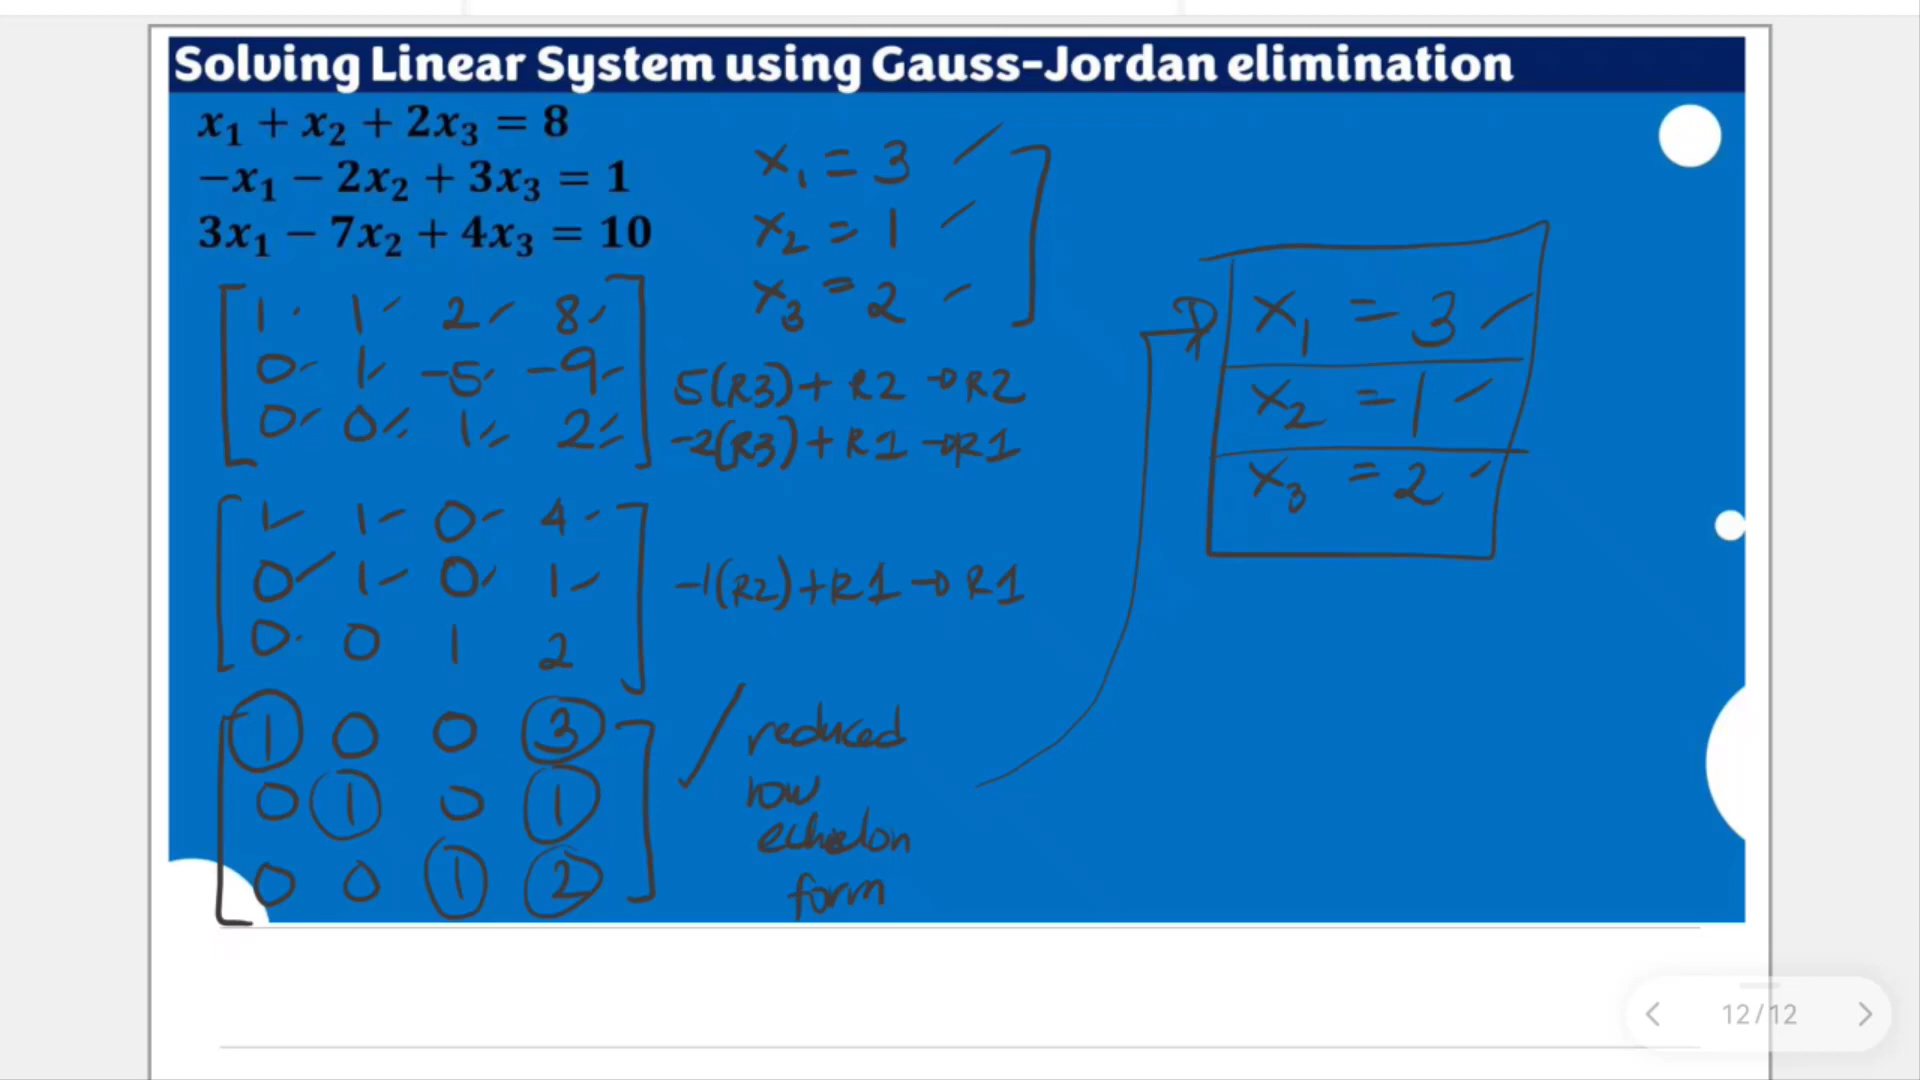 Solving Linear System using Gauss-Jordan elimination
x₁ + x₂ + 2x₃ = 8
−x₁ − 2x₂ + 3x₃ = 1
3x₁ − 7x₂ + 4x₃ = 10
x₁ = 3
x₂ = 1
x₃ = 2
1 1 2 8
0 1 -5 -9
0 0 1 2
5(R3) + R2 → R2
-2(R3) + R1 → R1
1 1 0 4
0 1 0 1
0 0 1 2
-1(R2) + R1 → R1
1 0 0 3
0 1 0 1
0 0 1 2
reduced
row
echelon
form
x₁ = 3
x₂ = 1
x₃ = 2
12/12